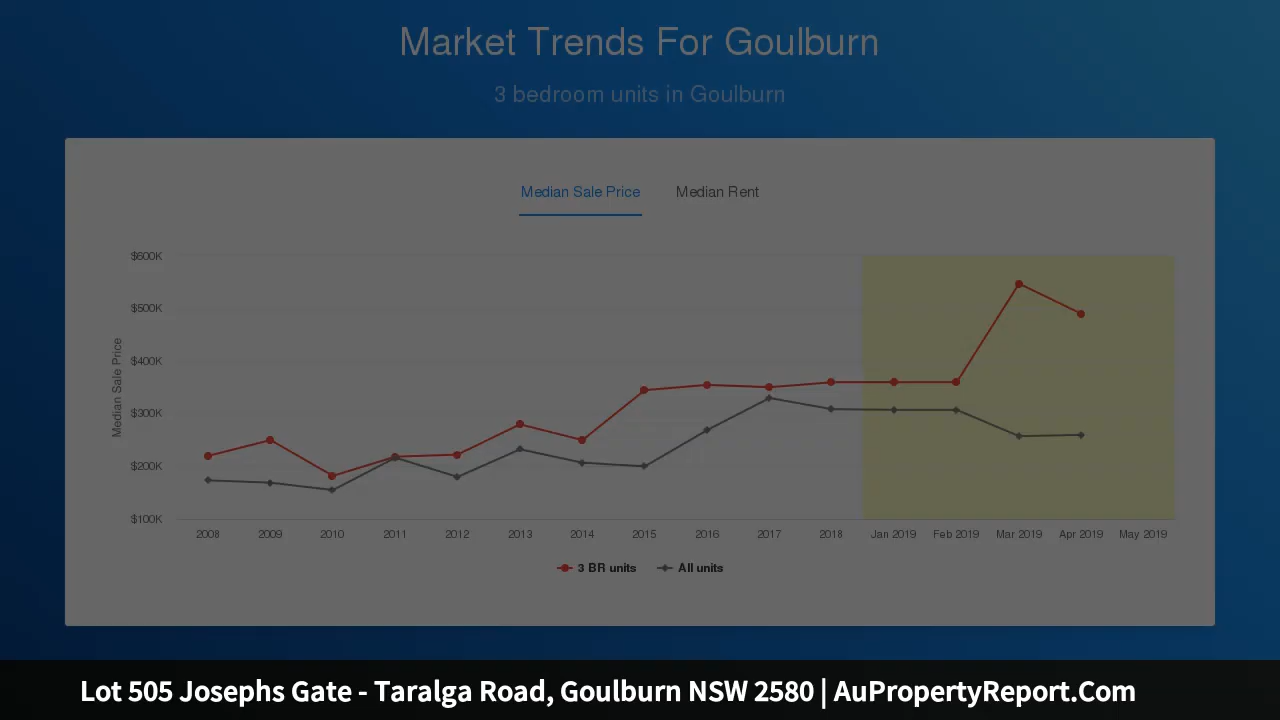 Market Trends For Goulburn
3 bedroom units in Goulburn
Median Sale Price Median Rent
$600K
$500K
$400K
$300K
$200K
$100K
Median Sale Price
2008 2009 2010 2011 2012 2013 2014 2015 2016 2017 2018 Jan 2019 Feb 2019 Mar 2019 Apr 2019 May 2019
3 BR units All units
Lot 505 Josephs Gate - Taralga Road, Goulburn NSW 2580 | AuPropertyReport.Com